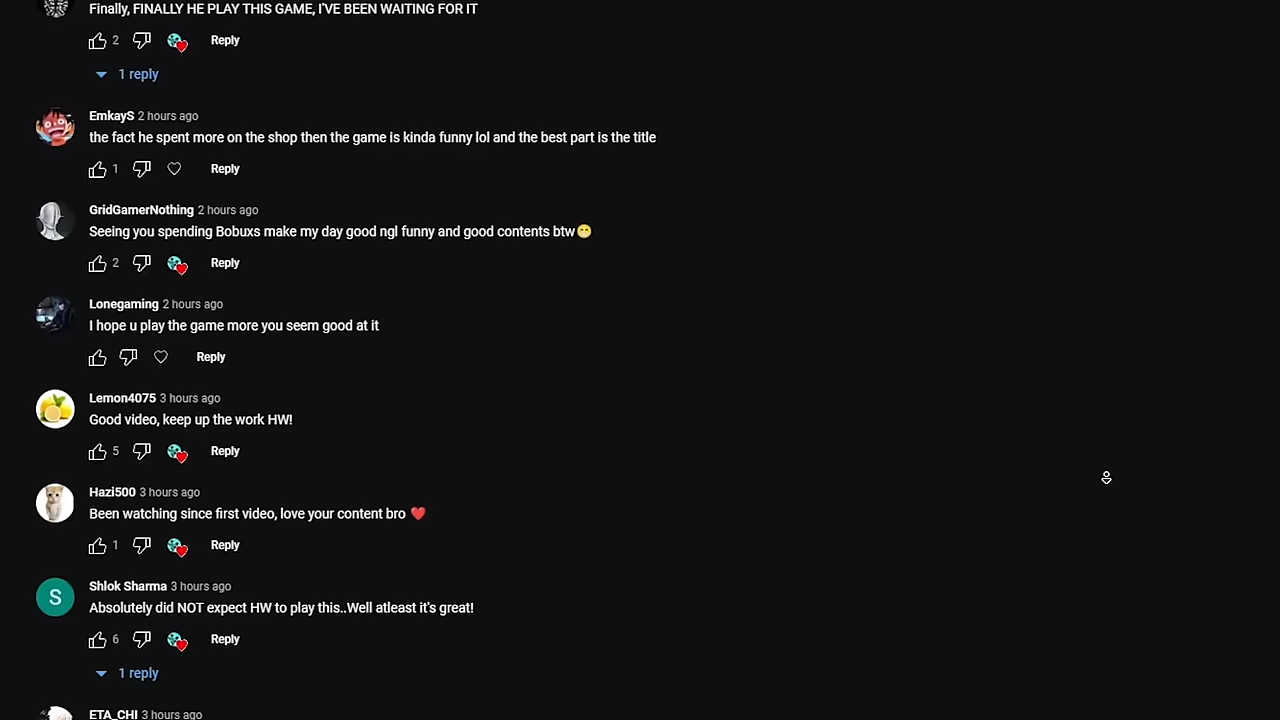 Finally, FINALLY HE PLAY THIS GAME, I'VE BEEN WAITING FOR IT
2 Reply
1 reply
EmkayS 2 hours ago
the fact he spent more on the shop then the game is kinda funny lol and the best part is the title
1 Reply
GridGamerNothing 2 hours ago
Seeing you spending Bobuxs make my day good ngl funny and good contents btw😁
2 Reply
Lonegaming 2 hours ago
I hope u play the game more you seem good at it
Reply
Lemon4075 3 hours ago
Good video, keep up the work HW!
5 Reply
Hazi500 3 hours ago
Been watching since first video, love your content bro ❤️
1 Reply
S
Shlok Sharma 3 hours ago
Absolutely did NOT expect HW to play this..Well atleast it's great!
6 Reply
1 reply
ETA_CHI 3 hours ago